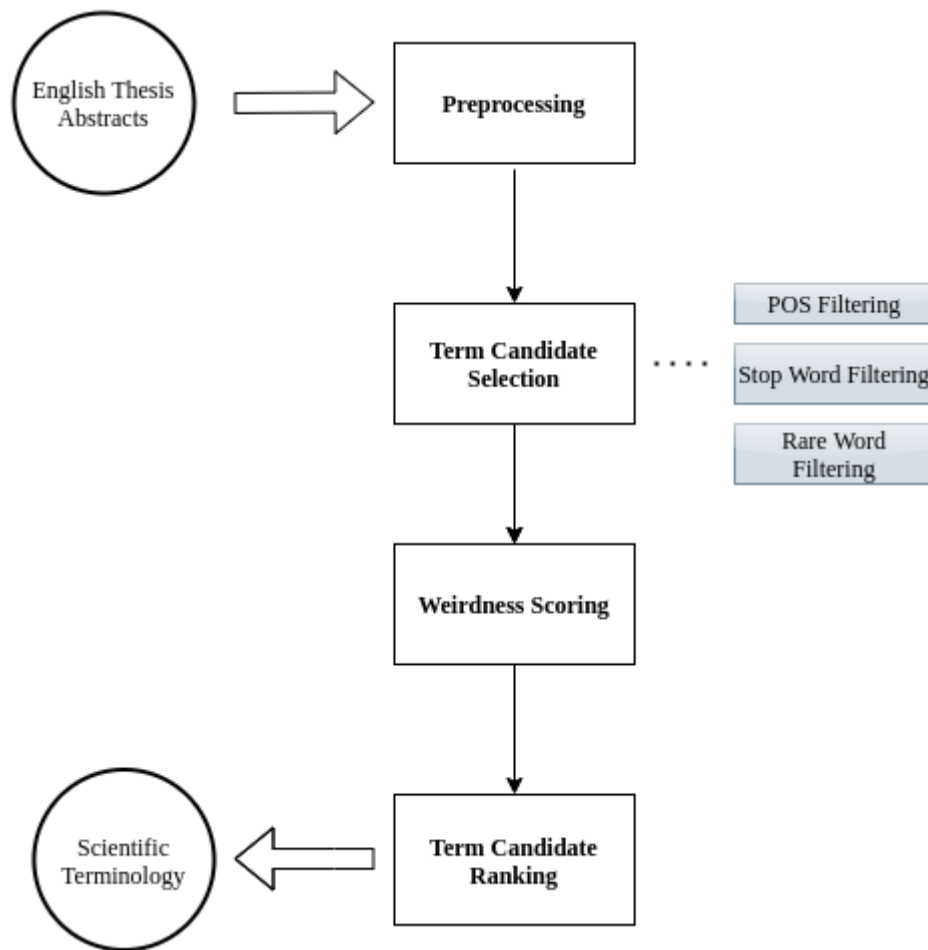 English Thesis
Abstracts
Preprocessing
Term Candidate
Selection
POS Filtering
Stop Word Filtering
Rare Word
Filtering
Weirdness Scoring
Term Candidate
Ranking
Scientific
Terminology